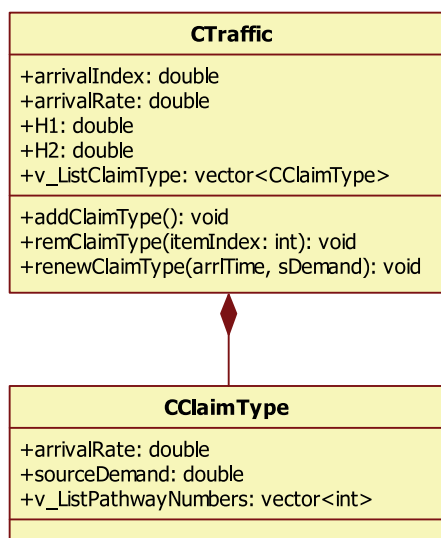 CTraffic
+arrivalIndex: double
+arrivalRate: double
+H1: double
+H2: double
+v_ListClaimType: vector<CClaimType>
+addClaimType(): void
+remClaimType(itemIndex: int): void
+renewClaimType(arrlTime, sDemand): void
CClaimType
+arrivalRate: double
+sourceDemand: double
+v_ListPathwayNumbers: vector<int>